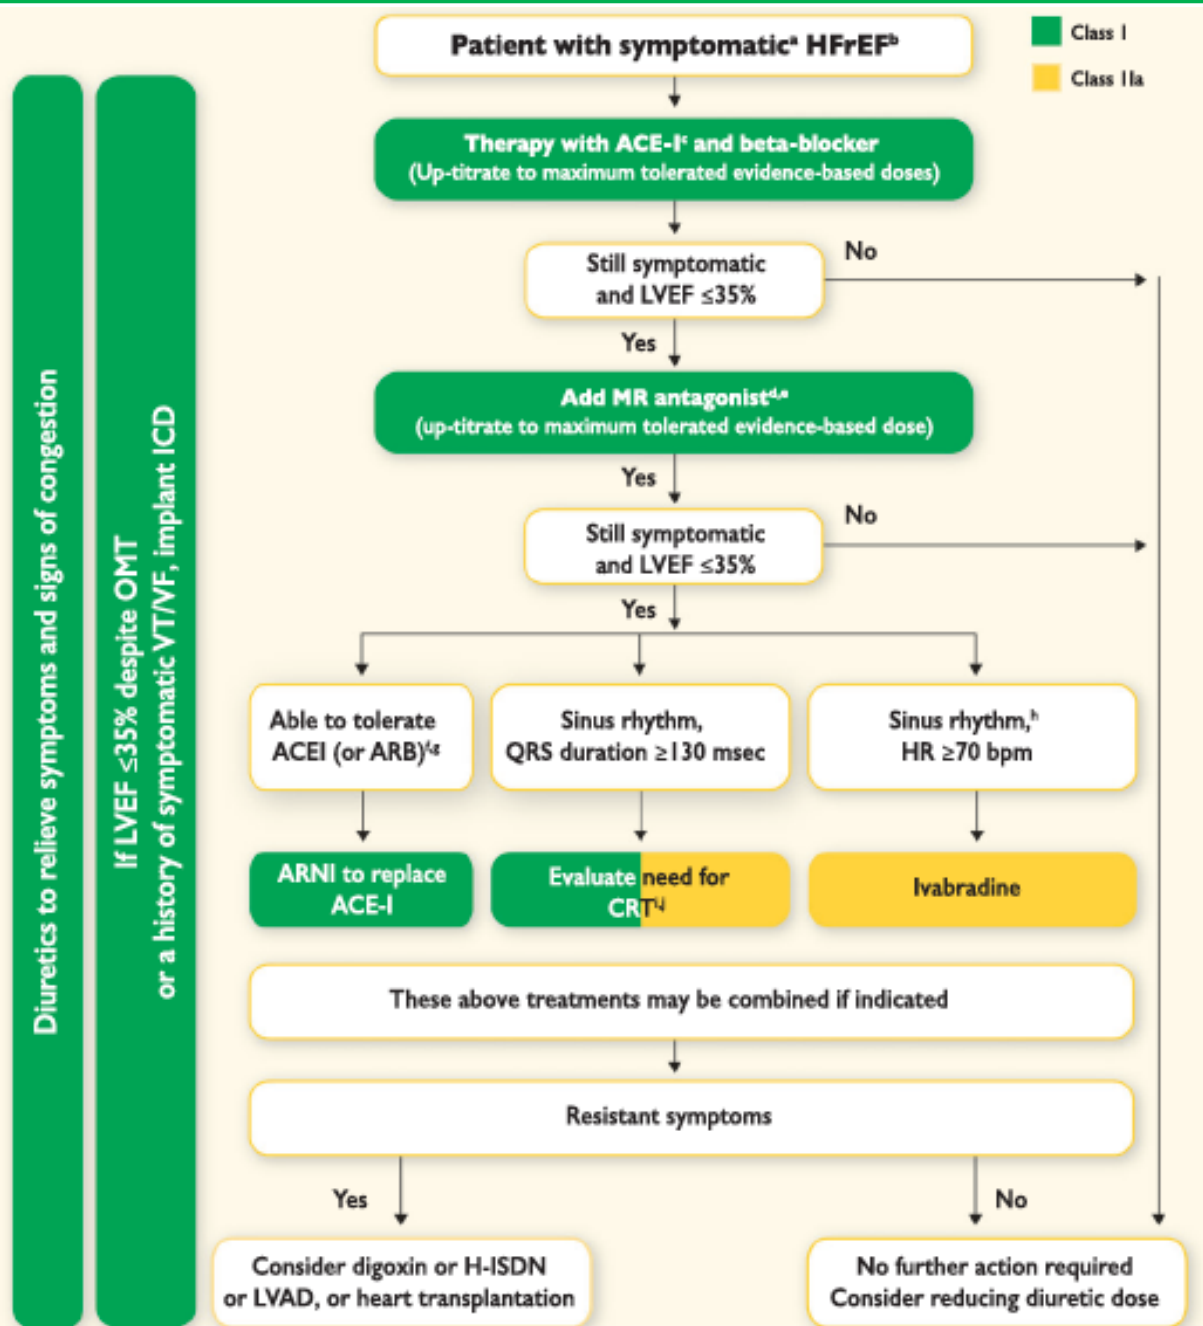 Patient with symptomaticᵃ HFrEFᵇ
Class I
Class IIa
Therapy with ACE-Iᶜ and beta-blocker
(Up-titrate to maximum tolerated evidence-based doses)
Still symptomatic
and LVEF ≤35%
No
Yes
Add MR antagonistᵈ,ᵉ
(up-titrate to maximum tolerated evidence-based dose)
Yes
Still symptomatic
and LVEF ≤35%
No
Yes
Able to tolerate
ACEI (or ARB)ᶠ,ᵍ
Sinus rhythm,
QRS duration ≥130 msec
Sinus rhythm,ʰ
HR ≥70 bpm
ARNI to replace
ACE-I
Evaluate need for
CRTⁱ,ʲ
Ivabradine
These above treatments may be combined if indicated
Resistant symptoms
Yes
No
Consider digoxin or H-ISDN
or LVAD, or heart transplantation
No further action required
Consider reducing diuretic dose
Diuretics to relieve symptoms and signs of congestion
If LVEF ≤35% despite OMT
or a history of symptomatic VT/VF, implant ICD